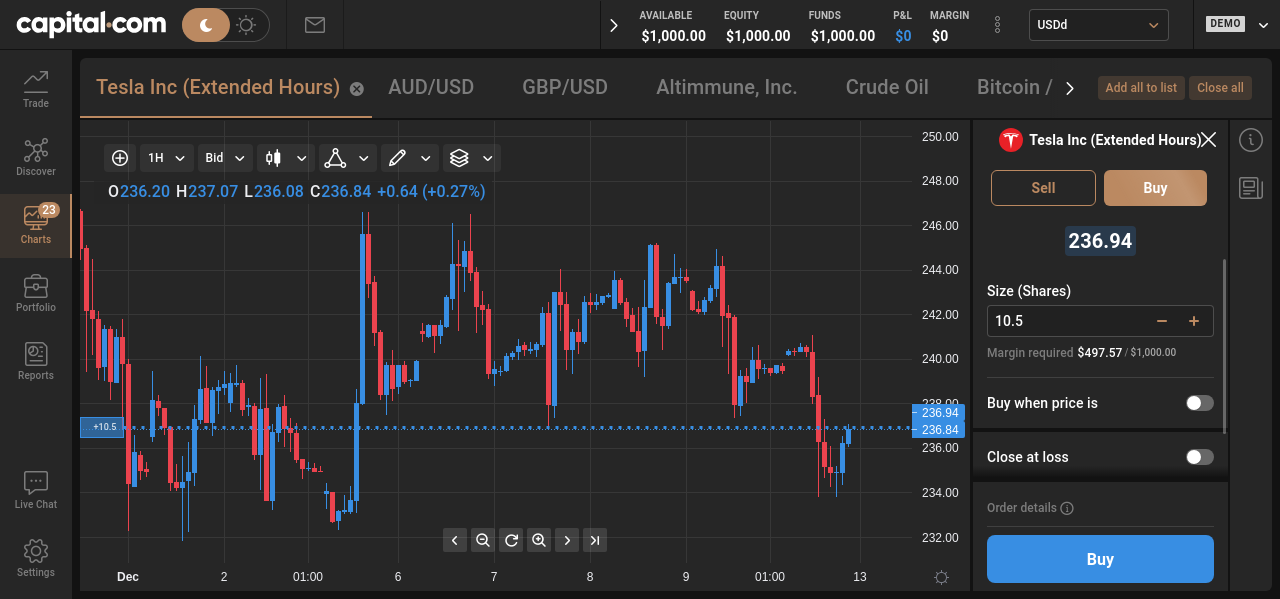 capital.com
AVAILABLE EQUITY FUNDS P&L MARGIN
$1,000.00 $1,000.00 $1,000.00 $0 $0
USDd
DEMO
Trade
Discover
23
Charts
Portfolio
Reports
Live Chat
Settings
Tesla Inc (Extended Hours) AUD/USD GBP/USD Altimmune, Inc. Crude Oil Bitcoin /
Add all to list Close all
1H Bid
O236.20 H237.07 L236.08 C236.84 +0.64 (+0.27%)
+10.5
250.00
248.00
246.00
244.00
242.00
240.00
238.00
236.94
236.84
236.00
234.00
232.00
Dec 2 01:00 6 7 8 9 01:00 13
Tesla Inc (Extended Hours)
Sell Buy
236.94
Size (Shares)
10.5
Margin required $497.57 / $1,000.00
Buy when price is
Close at loss
Order details
Buy